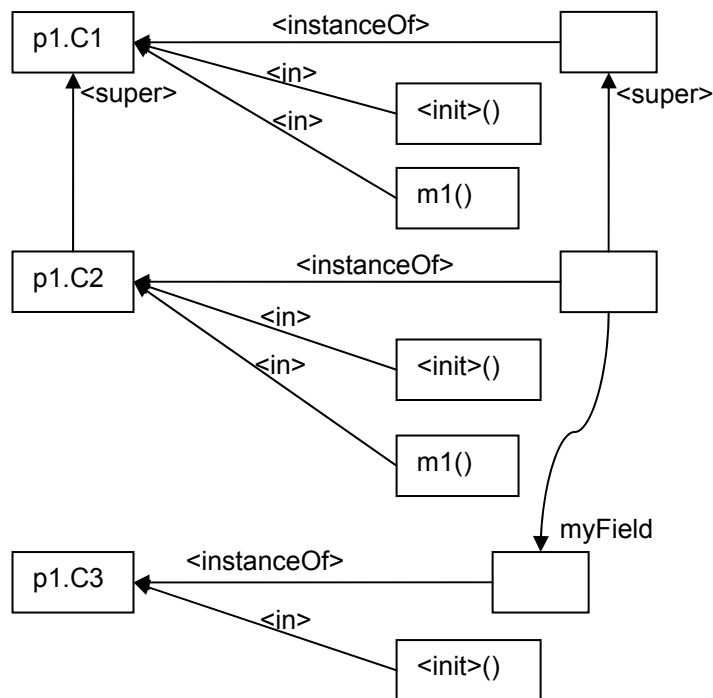 p1.C1
<instanceOf>
<in>
<super>
<super>
<init>()
<in>
m1()
p1.C2
<instanceOf>
<in>
<init>()
<in>
m1()
myField
p1.C3
<instanceOf>
<in>
<init>()